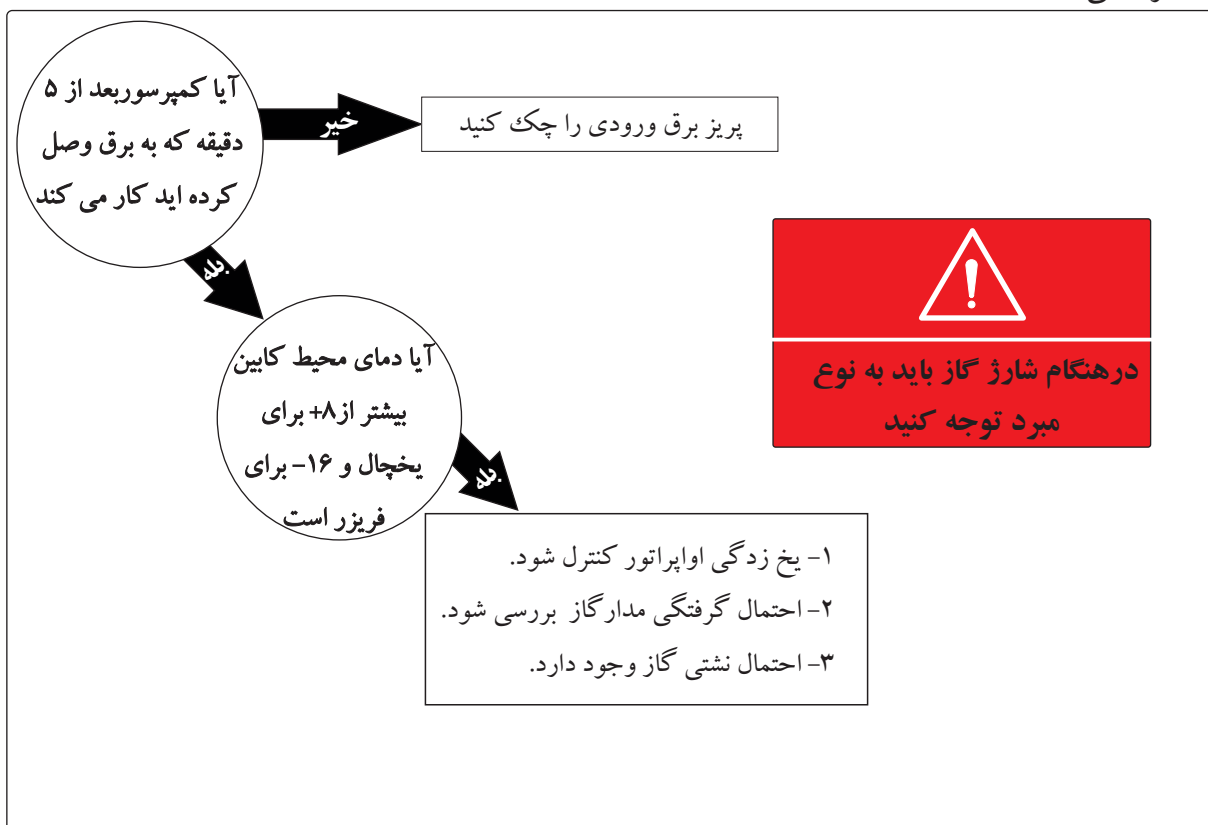 آیا کمپرسوربعد از ۵
دقیقه که به برق وصل
کرده اید کار می کند
خیر
پریز برق ورودی را چک کنید
بله
درهنگام شارژ گاز باید به نوع
مبرد توجه کنید
آیا دمای محیط کابین
بیشتر از۸+ برای
یخچال و ۱۶- برای
فریزر است
بله
۱- یخ زدگی اواپراتور کنترل شود.
۲- احتمال گرفتگی مدارگاز بررسی شود.
۳- احتمال نشتی گاز وجود دارد.